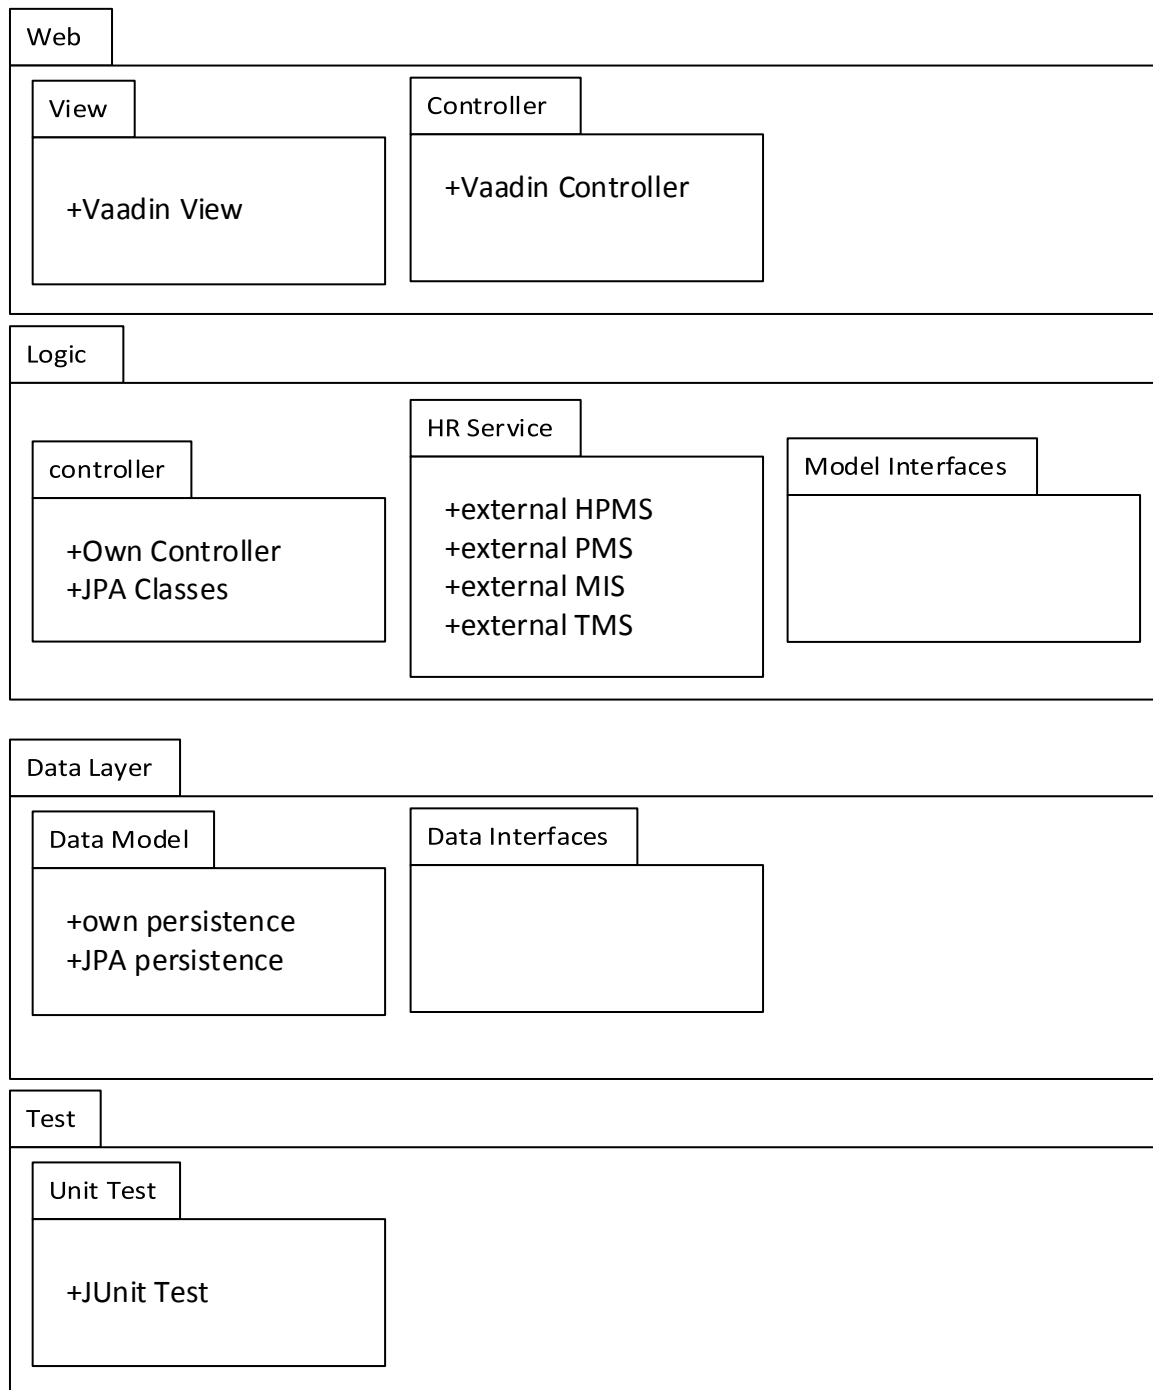 Web
View
+Vaadin View
Controller
+Vaadin Controller
Logic
controller
+Own Controller
+JPA Classes
HR Service
+external HPMS
+external PMS
+external MIS
+external TMS
Model Interfaces
Data Layer
Data Model
+own persistence
+JPA persistence
Data Interfaces
Test
Unit Test
+JUnit Test